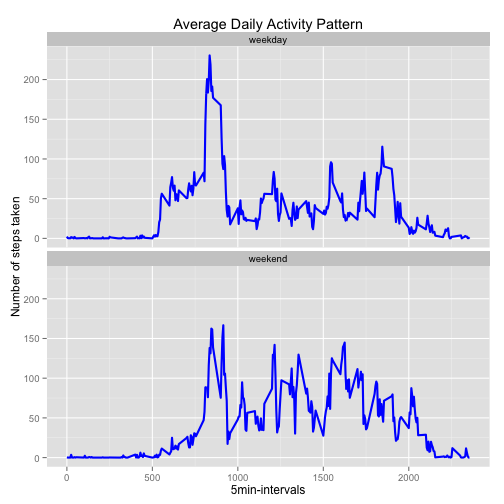 Average Daily Activity Pattern
weekday
200
150
100
50
0
Number of steps taken
weekend
200
150
100
50
0
0 500 1000 1500 2000
5min-intervals